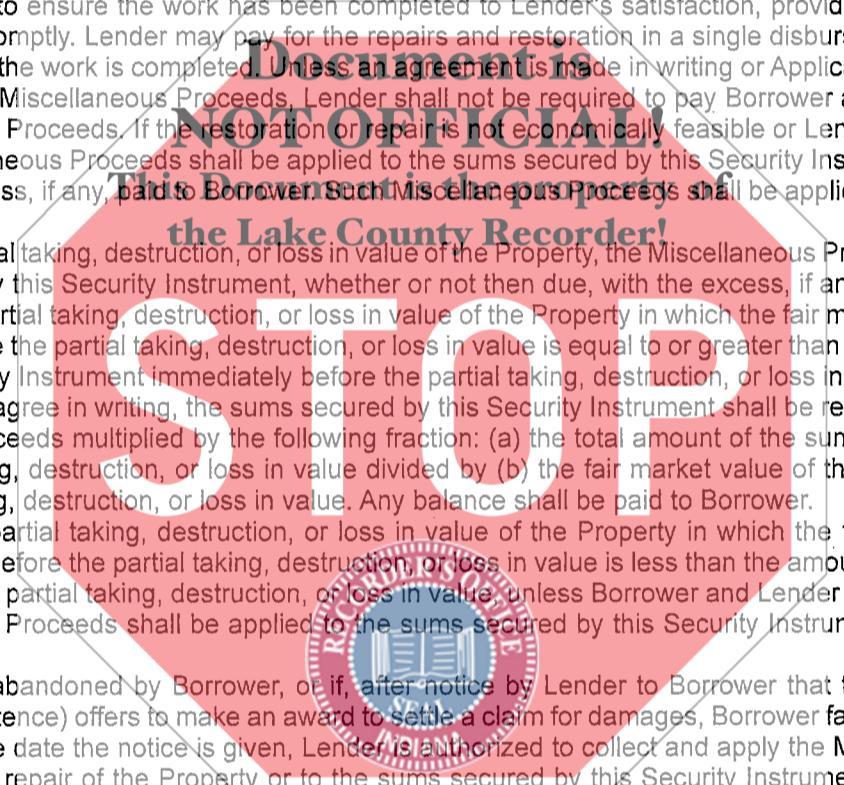 to ensure the work has been completed to Lender's satisfaction, provid
omptly. Lender may pay for the repairs and restoration in a single disburs
Document is
the work is completed. Unless an agreement is made in writing or Applic
Miscellaneous Proceeds, Lender shall not be required to pay Borrower a
NOT OFFICIAL!
Proceeds. If the restoration or repair is not economically feasible or Len
neous Proceeds shall be applied to the sums secured by this Security Ins
This Document is the property of
ss, if any, paid to Borrower. Such Miscellaneous Proceeds shall be applie
the Lake County Recorder!
al taking, destruction, or loss in value of the Property, the Miscellaneous Pr
y this Security Instrument, whether or not then due, with the excess, if an
rtial taking, destruction, or loss in value of the Property in which the fair m
e the partial taking, destruction, or loss in value is equal to or greater than
y Instrument immediately before the partial taking, destruction, or loss in
agree in writing, the sums secured by this Security Instrument shall be re
STOP
ceeds multiplied by the following fraction: (a) the total amount of the sum
g, destruction, or loss in value divided by (b) the fair market value of th
g, destruction, or loss in value. Any balance shall be paid to Borrower.
artial taking, destruction, or loss in value of the Property in which the f
efore the partial taking, destruction, or loss in value is less than the amou
partial taking, destruction, or loss in value, unless Borrower and Lender
Proceeds shall be applied to the sums secured by this Security Instrum
RECORDER'S OFFICE
SEAL
INDIANA
abandoned by Borrower, or if, after notice by Lender to Borrower that t
tence) offers to make an award to settle a claim for damages, Borrower fa
e date the notice is given, Lender is authorized to collect and apply the M
repair of the Property or to the sums secured by this Security Instrume